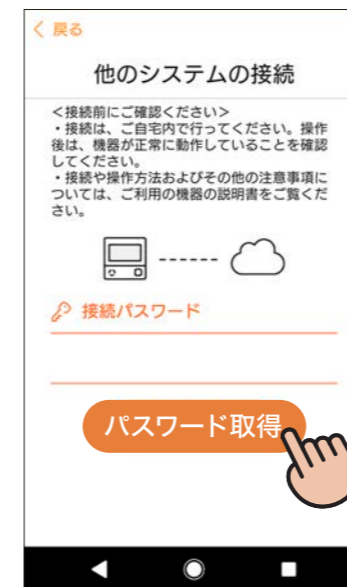 戻る
他のシステムの接続
＜接続前にご確認ください＞
・接続は、ご自宅内で行ってください。操作
後は、機器が正常に動作していることを確認
してください。
・接続や操作方法およびその他の注意事項に
ついては、ご利用の機器の説明書をご覧くだ
さい。
接続パスワード
パスワード取得